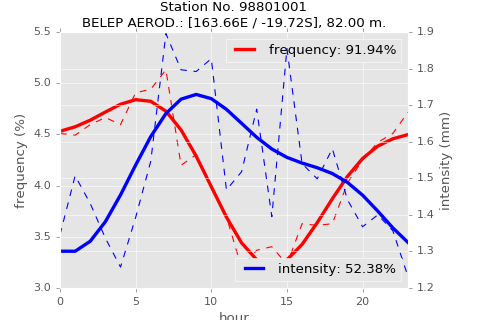 Station No. 98801001
BELEP AEROD.: [163.66E / -19.72S], 82.00 m.
frequency: 91.94%
intensity: 52.38%
frequency (%)
intensity (mm)
5.5
5.0
4.5
4.0
3.5
3.0
1.9
1.8
1.7
1.6
1.5
1.4
1.3
1.2
0 5 10 15 20
hour